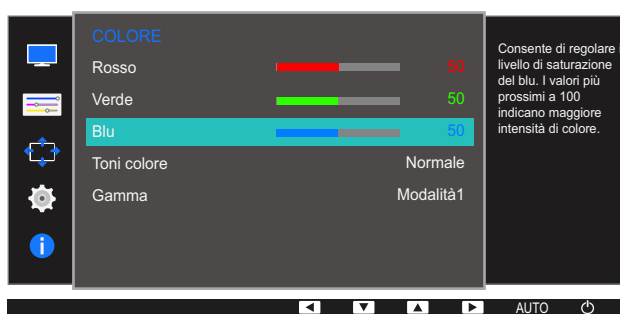 COLORE
Rosso 50
Verde 50
Blu 50
Toni colore Normale
Gamma Modalità1
Consente di regolare i
livello di saturazione
del blu. I valori più
prossimi a 100
indicano maggiore
intensità di colore.
AUTO